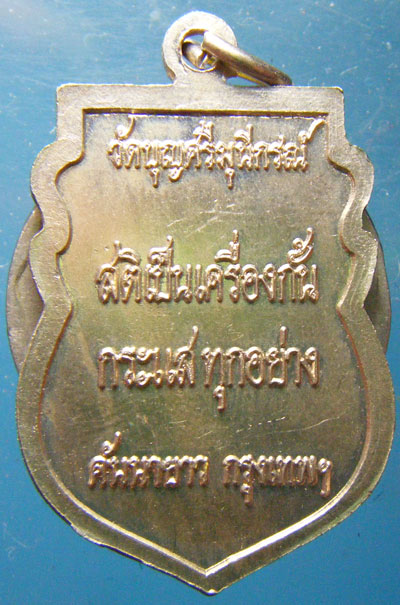 วัดบุญศรีมุนีกรณ์
สติเป็นเครื่องกั้น
กระแส ทุกอย่าง
คันนายาว กรุงเทพฯ